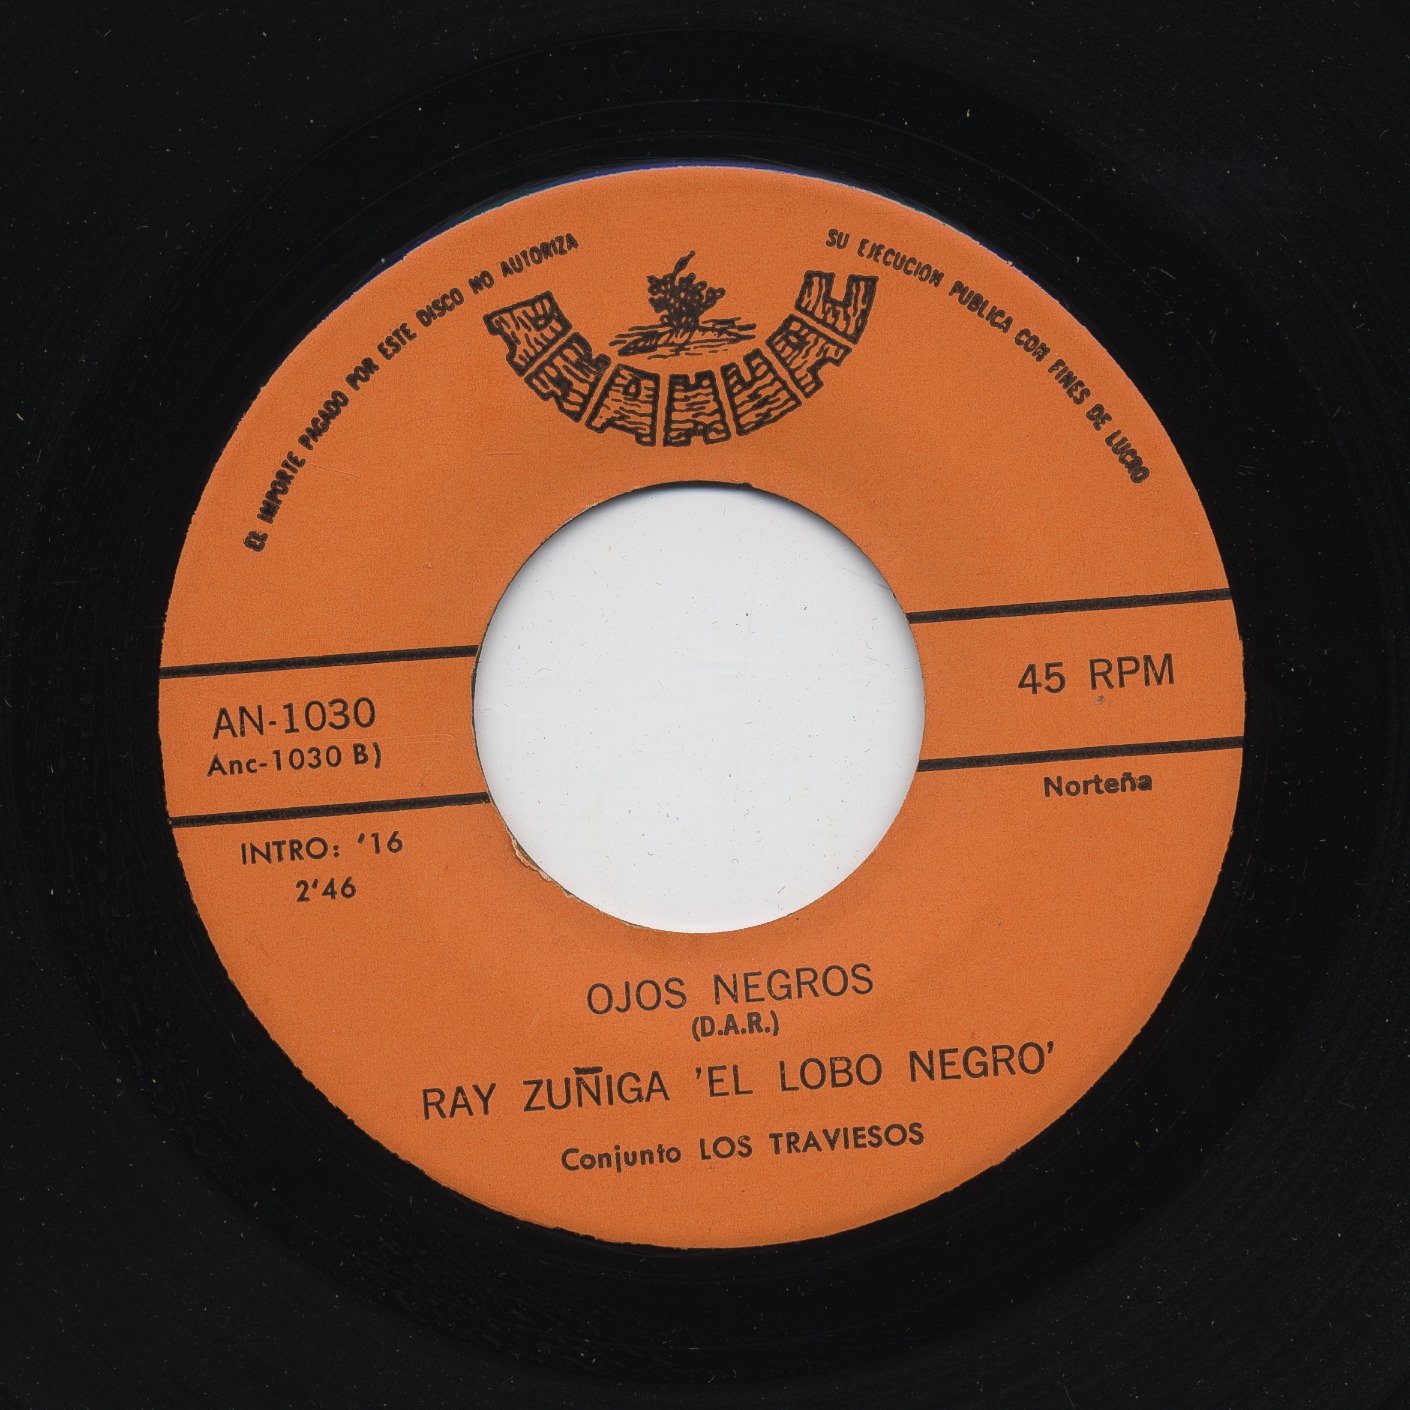 EL IMPORTE PAGADO POR ESTE DISCO NO AUTORIZA
SU EJECUCION PUBLICA CON FINES DE LUCRO
ANAHUAC
AN-1030
Anc-1030 B)
45 RPM
INTRO: '16
2'46
Norteña
OJOS NEGROS
(D.A.R.)
RAY ZUÑIGA 'EL LOBO NEGRO'
Conjunto LOS TRAVIESOS